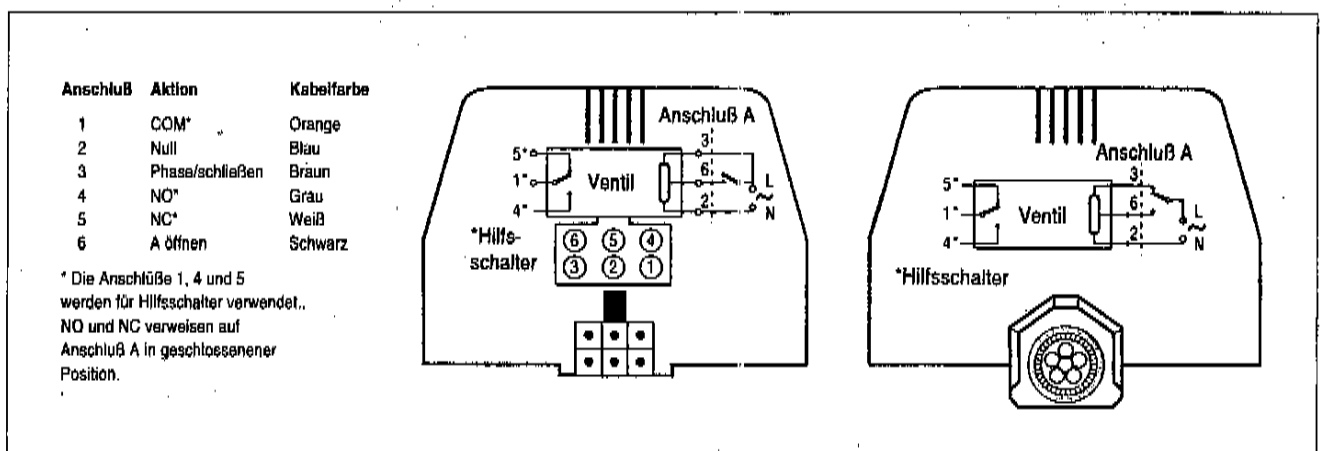 Anschluß Aktion Kabelfarbe
1 COM* Orange
2 Null Blau
3 Phase/schließen Braun
4 NO* Grau
5 NC* Weiß
6 A öffnen Schwarz
* Die Anschlüße 1, 4 und 5
werden für Hilfsschalter verwendet..
NO und NC verweisen auf
Anschluß A in geschlossenener
Position.
Anschluß A
5* 3
1* Ventil 6 L
4* 2 N
*Hilfs-
schalter
6 5 4
3 2 1
Anschluß A
5* 3
1* Ventil 6 L
4* 2 N
*Hilfsschalter